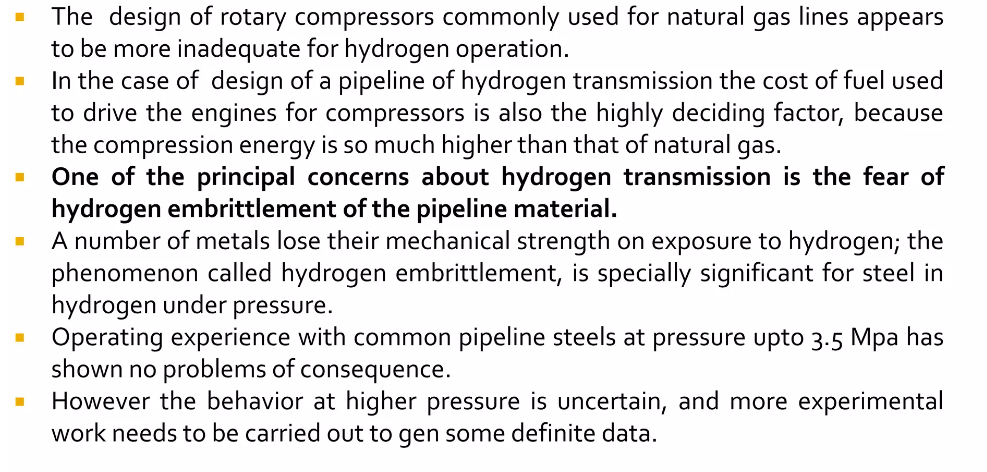 ▪ The design of rotary compressors commonly used for natural gas lines appears
to be more inadequate for hydrogen operation.
▪ In the case of design of a pipeline of hydrogen transmission the cost of fuel used
to drive the engines for compressors is also the highly deciding factor, because
the compression energy is so much higher than that of natural gas.
▪ One of the principal concerns about hydrogen transmission is the fear of
hydrogen embrittlement of the pipeline material.
▪ A number of metals lose their mechanical strength on exposure to hydrogen; the
phenomenon called hydrogen embrittlement, is specially significant for steel in
hydrogen under pressure.
▪ Operating experience with common pipeline steels at pressure upto 3.5 Mpa has
shown no problems of consequence.
▪ However the behavior at higher pressure is uncertain, and more experimental
work needs to be carried out to gen some definite data.